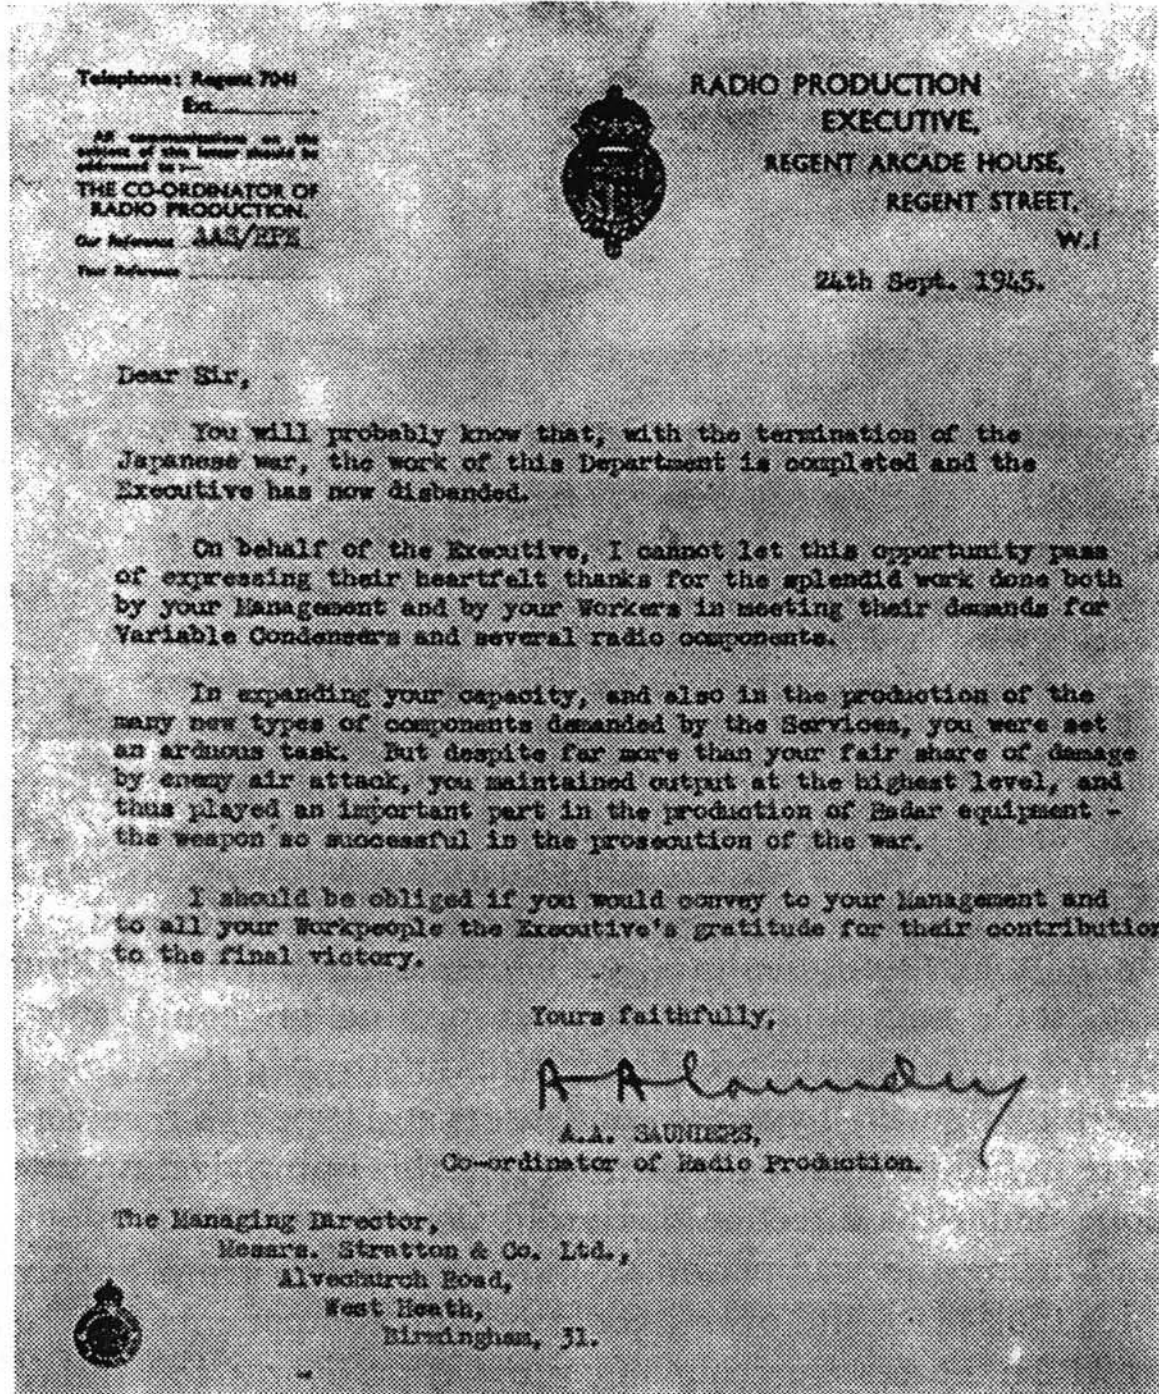 Telephone: Regent 7041
Ext.
All communications on the
subject of this letter should be
addressed to :—
THE CO-ORDINATOR OF
RADIO PRODUCTION.
Our Reference AAS/RPE
Your Reference
RADIO PRODUCTION
EXECUTIVE,
REGENT ARCADE HOUSE,
REGENT STREET,
W.1
24th Sept. 1945.
Dear Sir,
You will probably know that, with the termination of the
Japanese war, the work of this Department is completed and the
Executive has now disbanded.
On behalf of the Executive, I cannot let this opportunity pass
of expressing their heartfelt thanks for the splendid work done both
by your Management and by your Workers in meeting their demands for
Variable Condensers and several radio components.
In expanding your capacity, and also in the production of the
many new types of components demanded by the Services, you were set
an arduous task. But despite far more than your fair share of damage
by enemy air attack, you maintained output at the highest level, and
thus played an important part in the production of Radar equipment -
the weapon so successful in the prosecution of the war.
I should be obliged if you would convey to your Management and
to all your Workpeople the Executive's gratitude for their contribution
to the final victory.
Yours faithfully,
A A Saunders
A.A. SAUNDERS,
Co-ordinator of Radio Production.
The Managing Director,
Messrs. Stratton & Co. Ltd.,
Alvechurch Road,
West Heath,
Birmingham, 31.